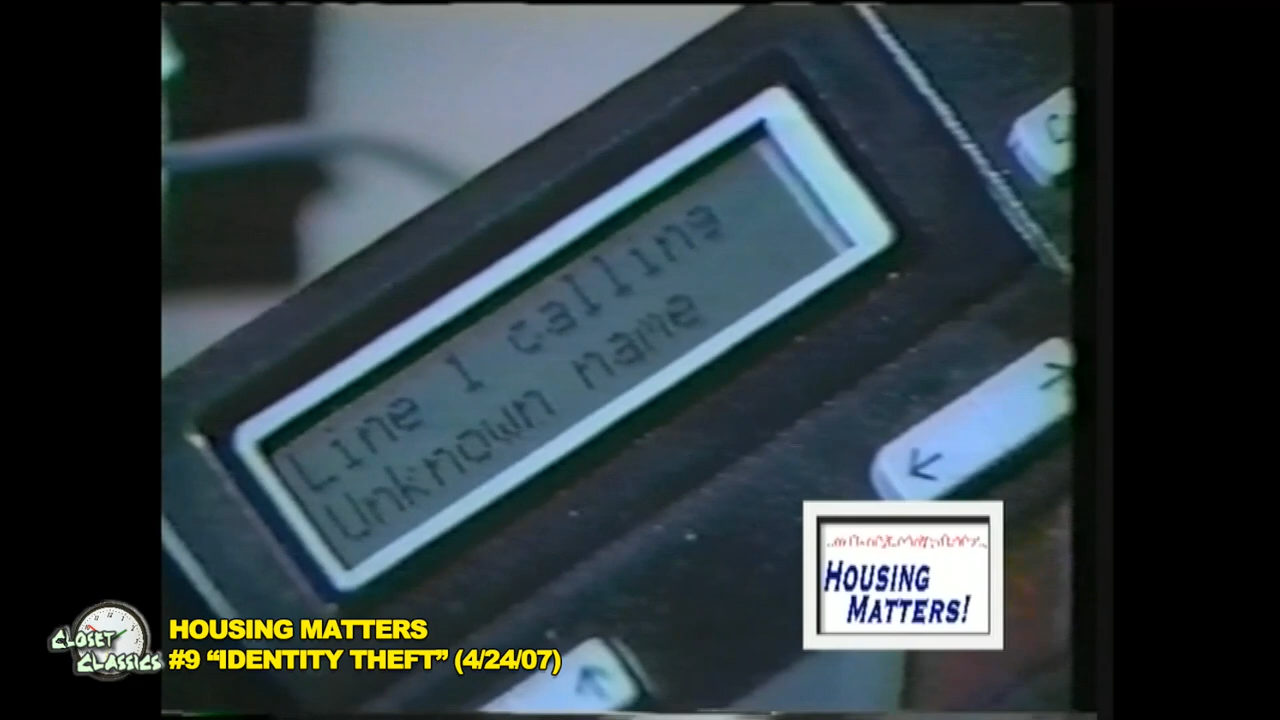 Line 1 calling
Unknown name
HOUSING
MATTERS!
CLOSET
CLASSICS
HOUSING MATTERS
#9 “IDENTITY THEFT” (4/24/07)